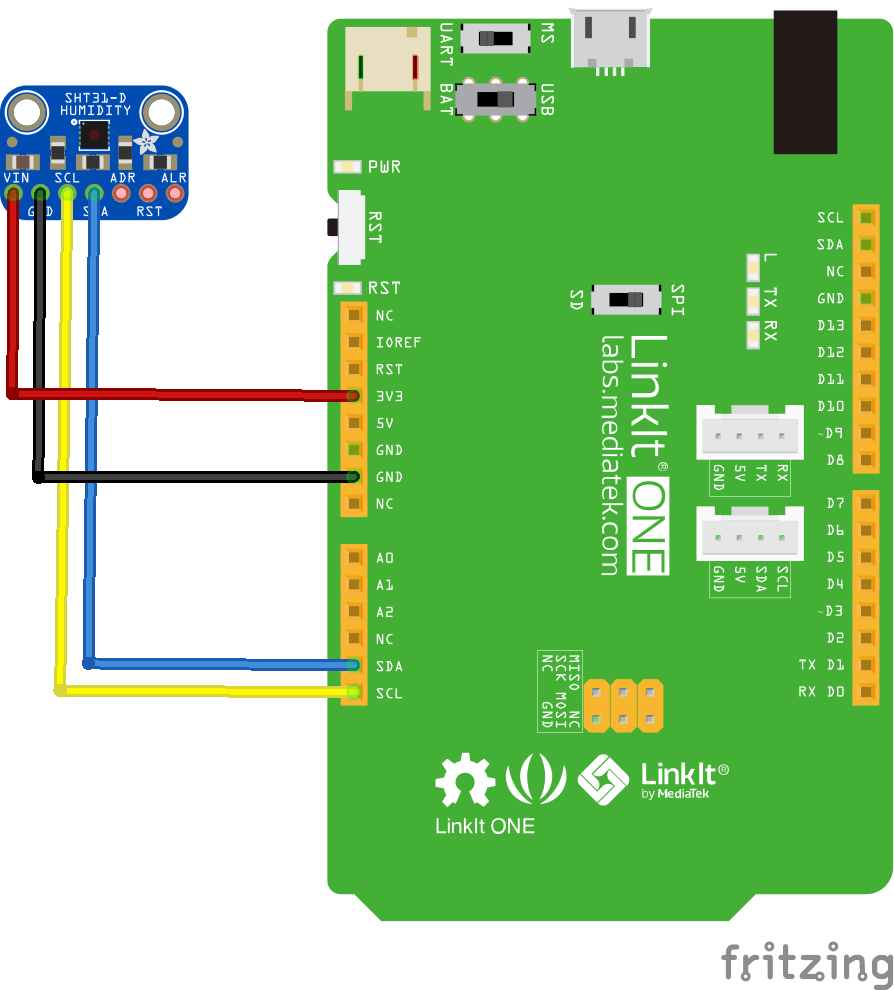 UART
MS
BAT
USB
SHT31-D
HUMIDITY
VIN
SCL
ADR
ALR
GND
SDA
RST
PWR
RST
RST
NC
IOREF
RST
3V3
5V
GND
GND
NC
A0
A1
A2
NC
SDA
SCL
SD
SPI
L
TX
RX
LinkIt
ONE
®
labs.mediatek.com
SCL
SDA
NC
GND
D13
D12
D11
D10
~D9
D8
GND
5V
TX
RX
D7
D6
D5
D4
~D3
D2
TX D1
RX D0
GND
5V
SDA
SCL
MISO NC
SCK MOSI
NC GND
LinkIt ONE
LinkIt®
by MediaTek
fritzing